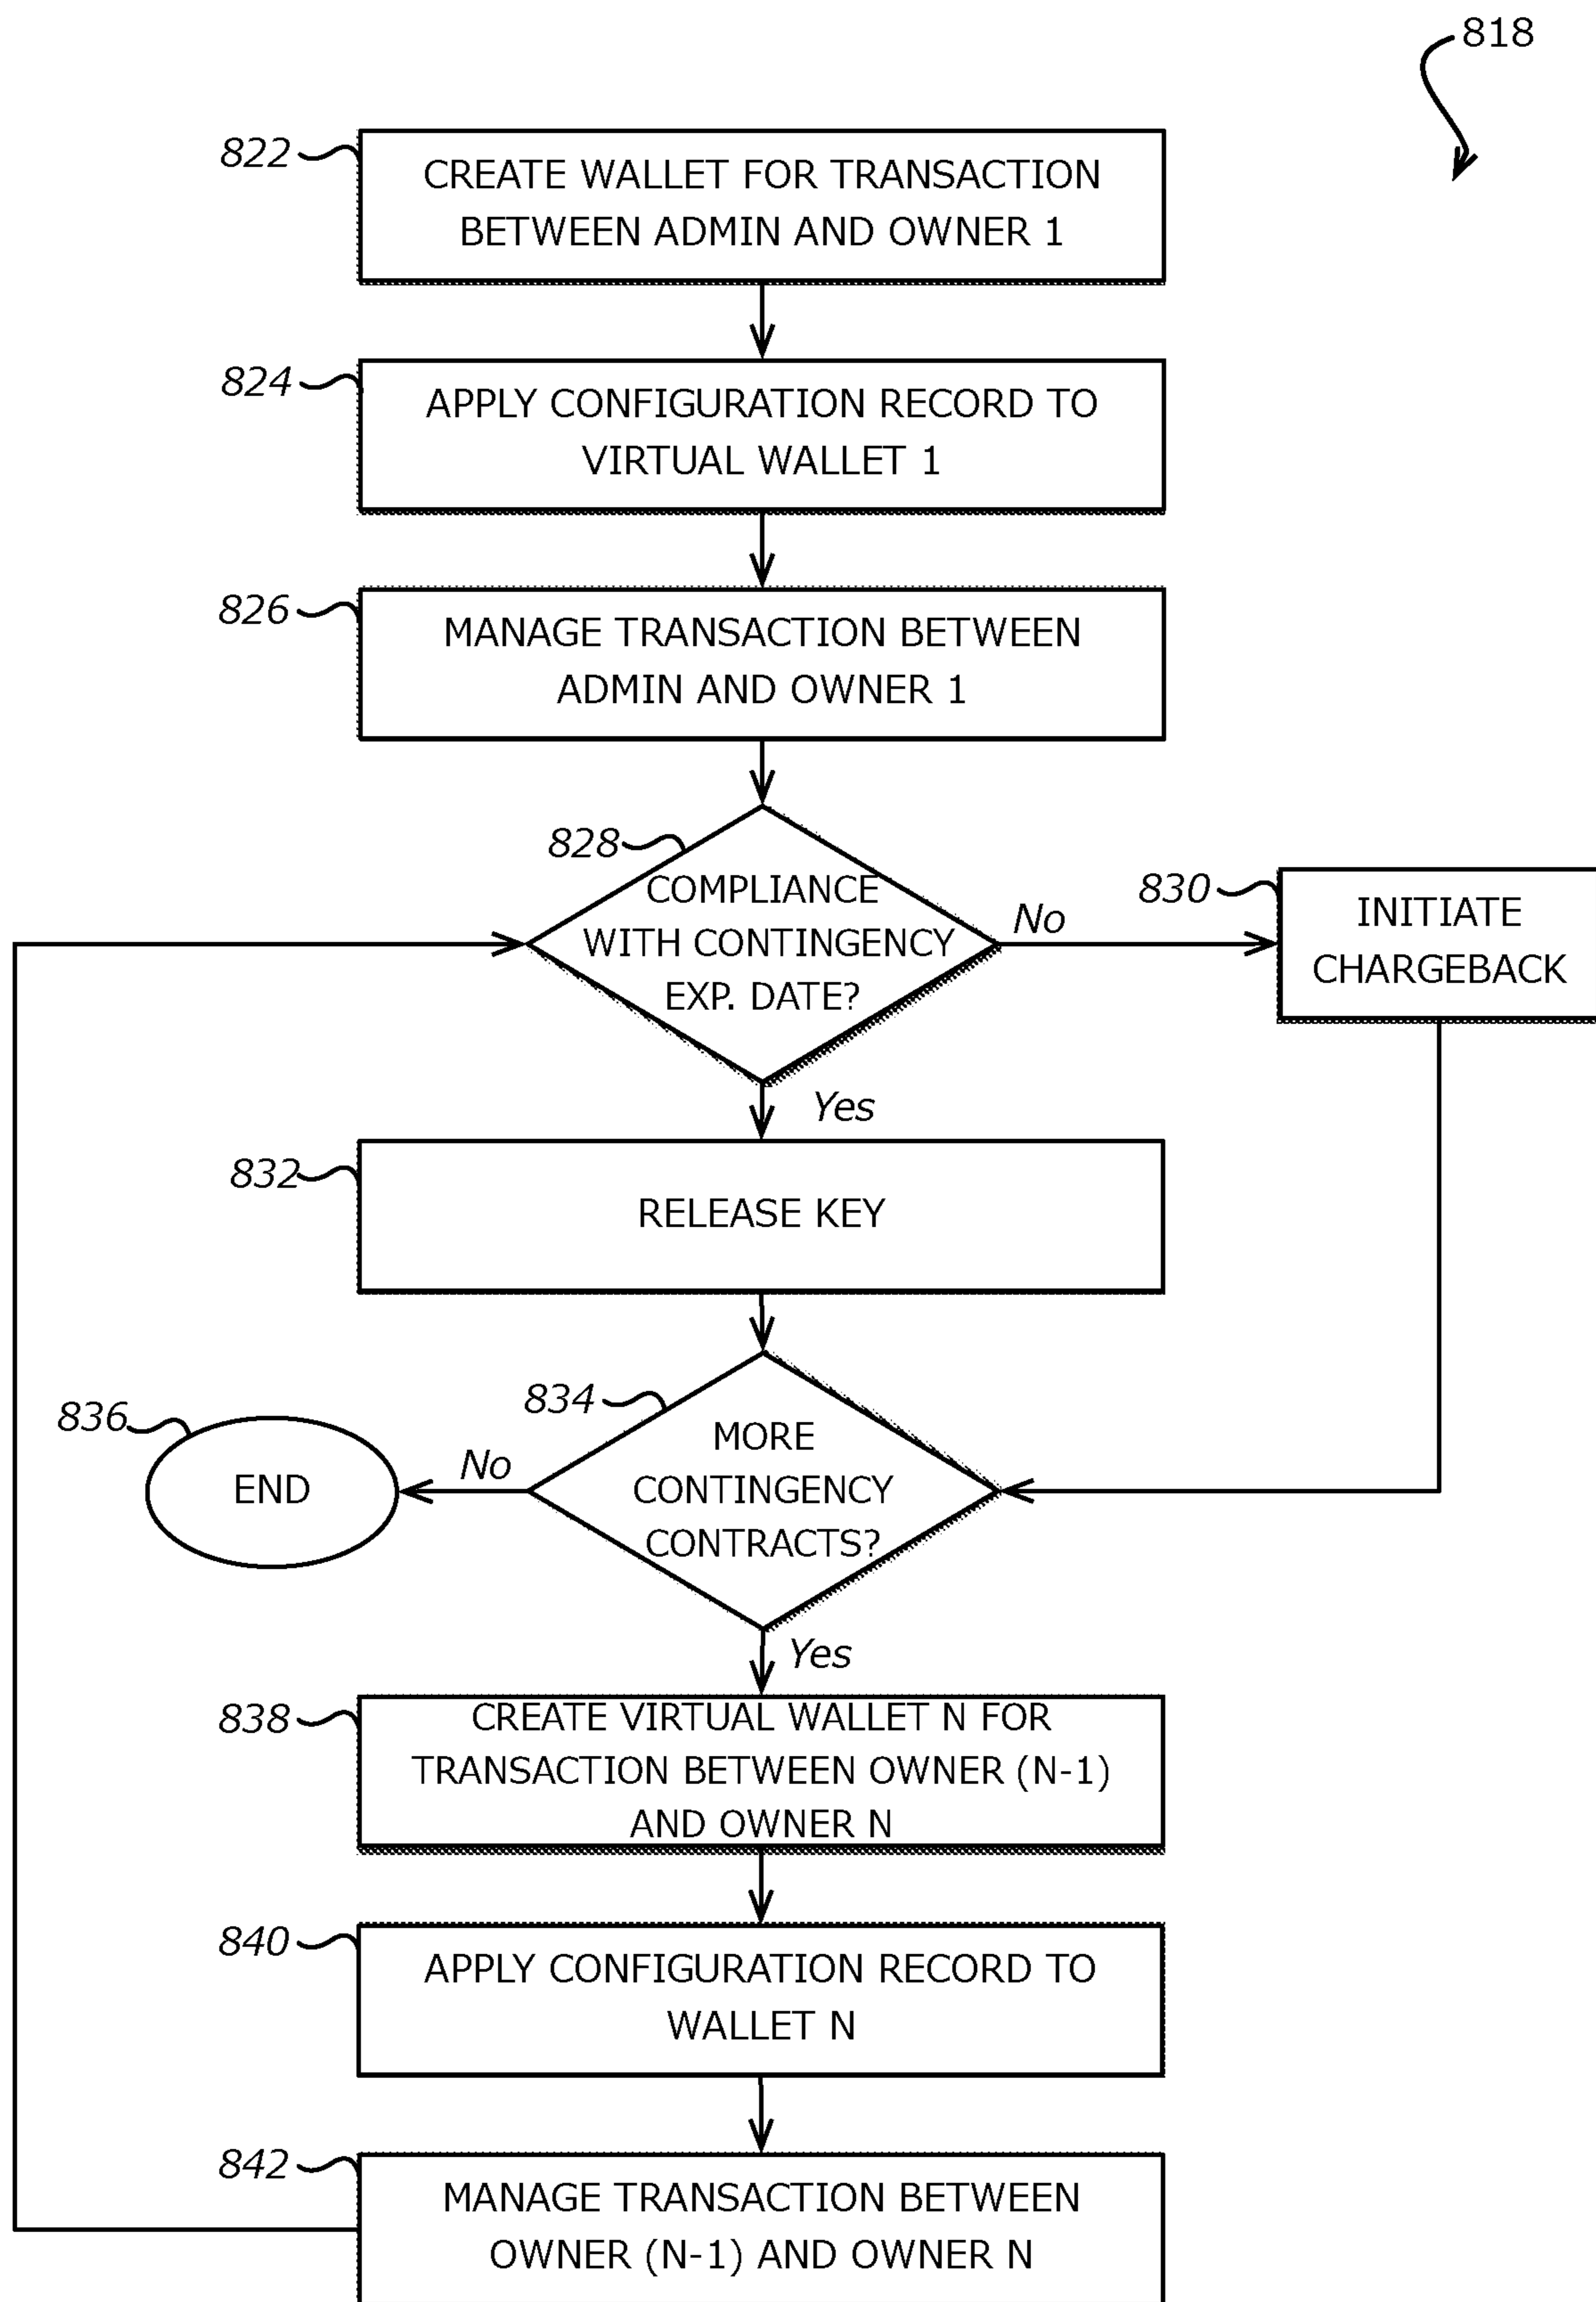 818
822
CREATE WALLET FOR TRANSACTION
BETWEEN ADMIN AND OWNER 1
824
APPLY CONFIGURATION RECORD TO
VIRTUAL WALLET 1
826
MANAGE TRANSACTION BETWEEN
ADMIN AND OWNER 1
828
COMPLIANCE
WITH CONTINGENCY
EXP. DATE?
No
830
INITIATE
CHARGEBACK
Yes
832
RELEASE KEY
834
MORE
CONTINGENCY
CONTRACTS?
No
836
END
Yes
838
CREATE VIRTUAL WALLET N FOR
TRANSACTION BETWEEN OWNER (N-1)
AND OWNER N
840
APPLY CONFIGURATION RECORD TO
WALLET N
842
MANAGE TRANSACTION BETWEEN
OWNER (N-1) AND OWNER N